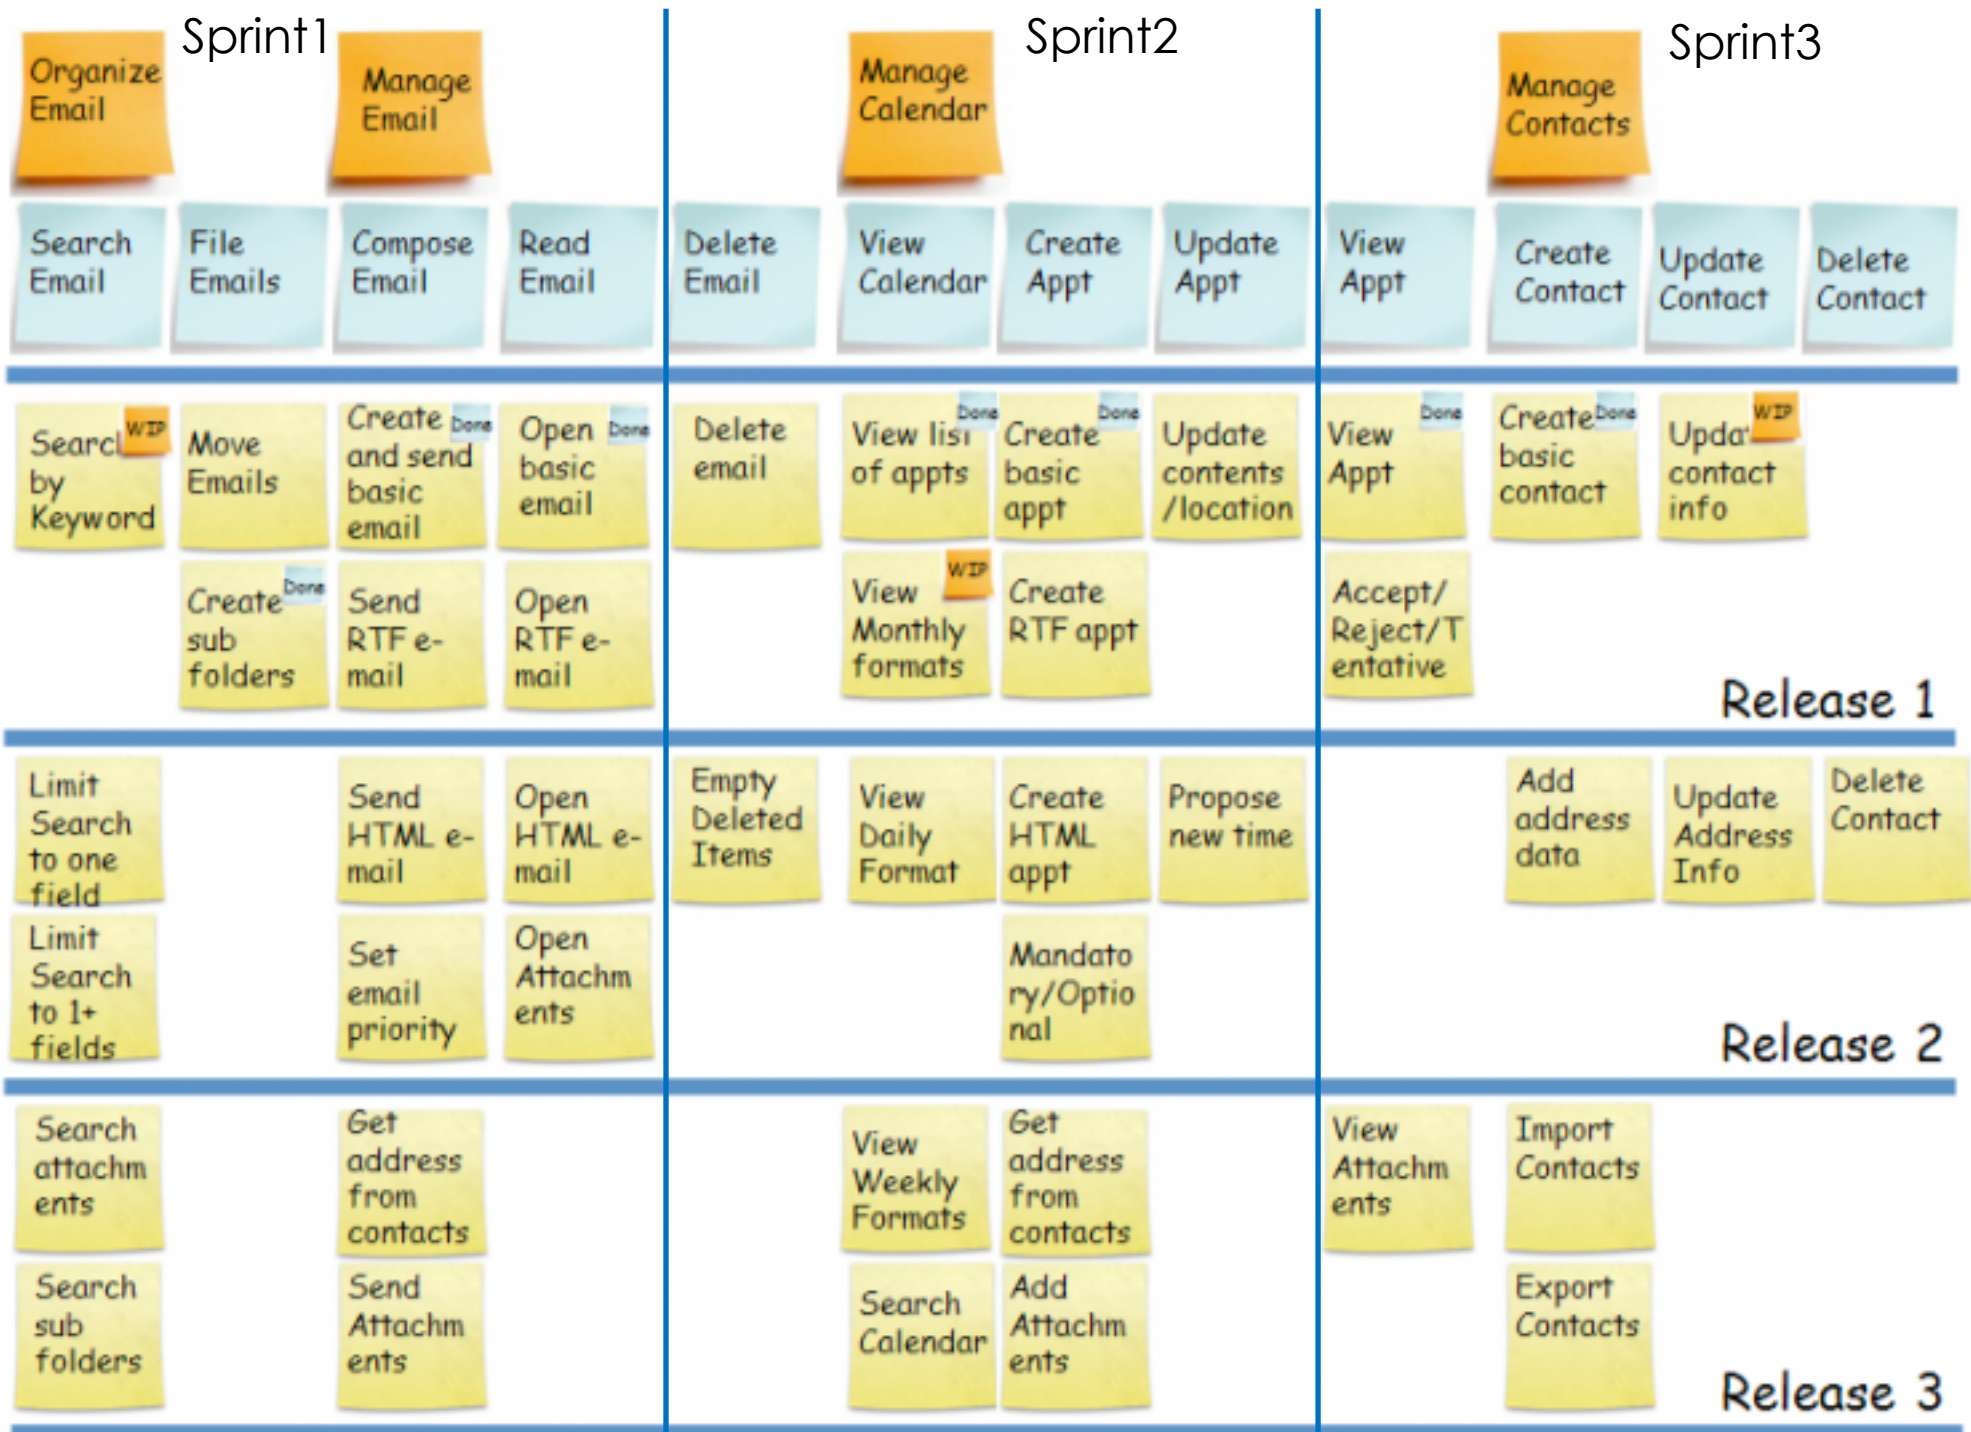 Sprint1
Sprint2
Sprint3
Organize
Email
Manage
Email
Manage
Calendar
Manage
Contacts
Search
Email
File
Emails
Compose
Email
Read
Email
Delete
Email
View
Calendar
Create
Appt
Update
Appt
View
Appt
Create
Contact
Update
Contact
Delete
Contact
WIP
by
Keyword
Move
Emails
Create
and send
basic
email
Done
Open
basic
email
Done
Delete
email
View list
of appts
Done
Create
basic
appt
Done
Update
contents
/location
View
Appt
Done
Create
basic
contact
Done
contact
info
WIP
Create
sub
folders
Done
Send
RTF e-
mail
Open
RTF e-
mail
View
Monthly
formats
WIP
Create
RTF appt
Accept/
Reject/T
entative
Release 1
Limit
Search
to one
field
Send
HTML e-
mail
Open
HTML e-
mail
Empty
Deleted
Items
View
Daily
Format
Create
HTML
appt
Propose
new time
Add
address
data
Update
Address
Info
Delete
Contact
Limit
Search
to 1+
fields
Set
email
priority
Open
Attachm
ents
Mandato
ry/Optio
nal
Release 2
Search
attachm
ents
Get
address
from
contacts
View
Weekly
Formats
Get
address
from
contacts
View
Attachm
ents
Import
Contacts
Search
sub
folders
Send
Attachm
ents
Search
Calendar
Add
Attachm
ents
Export
Contacts
Release 3